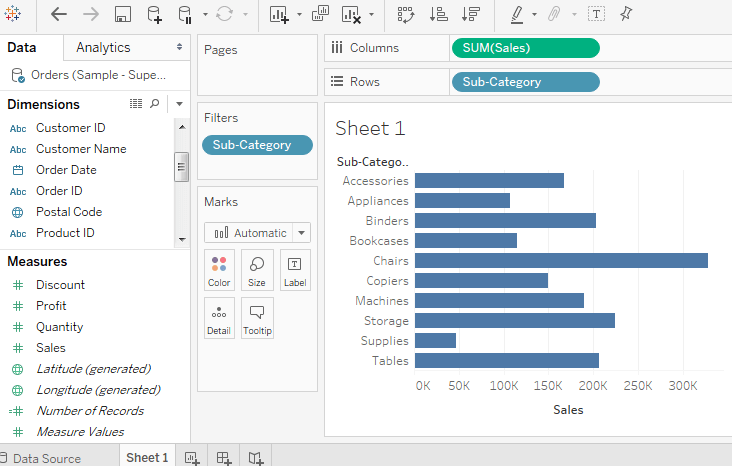 Data
Analytics
Orders (Sample - Supe...
Dimensions
Abc Customer ID
Abc Customer Name
Order Date
Abc Order ID
Postal Code
Abc Product ID
Measures
# Discount
# Profit
# Quantity
# Sales
Latitude (generated)
Longitude (generated)
=# Number of Records
# Measure Values
Pages
Filters
Sub-Category
Marks
Automatic
Color
Size
T
Label
Detail
Tooltip
T
Columns
SUM(Sales)
Rows
Sub-Category
Sheet 1
Sub-Catego..
Accessories
Appliances
Binders
Bookcases
Chairs
Copiers
Machines
Storage
Supplies
Tables
0K 50K 100K 150K 200K 250K 300K
Sales
Data Source
Sheet 1